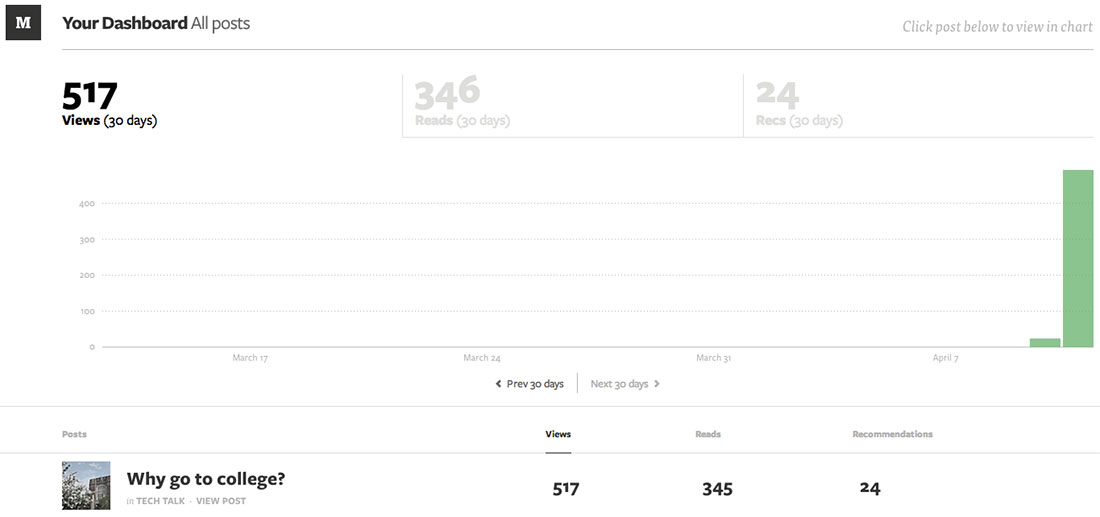 M
Your Dashboard All posts
Click post below to view in chart
517
Views (30 days)
346
Reads (30 days)
24
Recs (30 days)
400
300
200
100
0
March 17 March 24 March 31 April 7
Prev 30 days Next 30 days
Posts Views Reads Recommendations
Why go to college? 517 345 24
in TECH TALK · VIEW POST